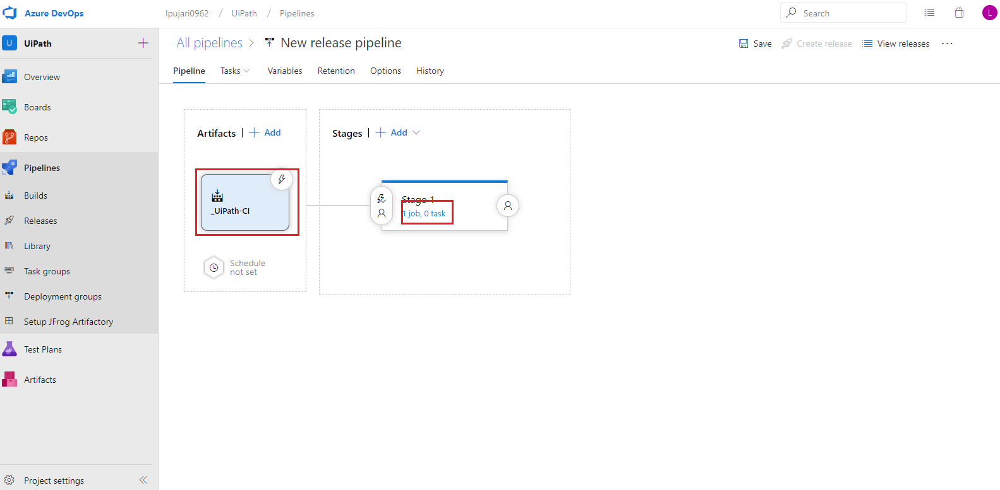 Azure DevOps
lpujari0962 / UiPath / Pipelines
Search
L
U UiPath
All pipelines > New release pipeline
Save
Create release
View releases
...
Pipeline
Tasks
Variables
Retention
Options
History
Overview
Boards
Repos
Pipelines
Builds
Releases
Library
Task groups
Deployment groups
Setup JFrog Artifactory
Test Plans
Artifacts
Project settings
Artifacts | + Add
_UiPath-CI
Schedule
not set
Stages | + Add
Stage 1
1 job, 0 task